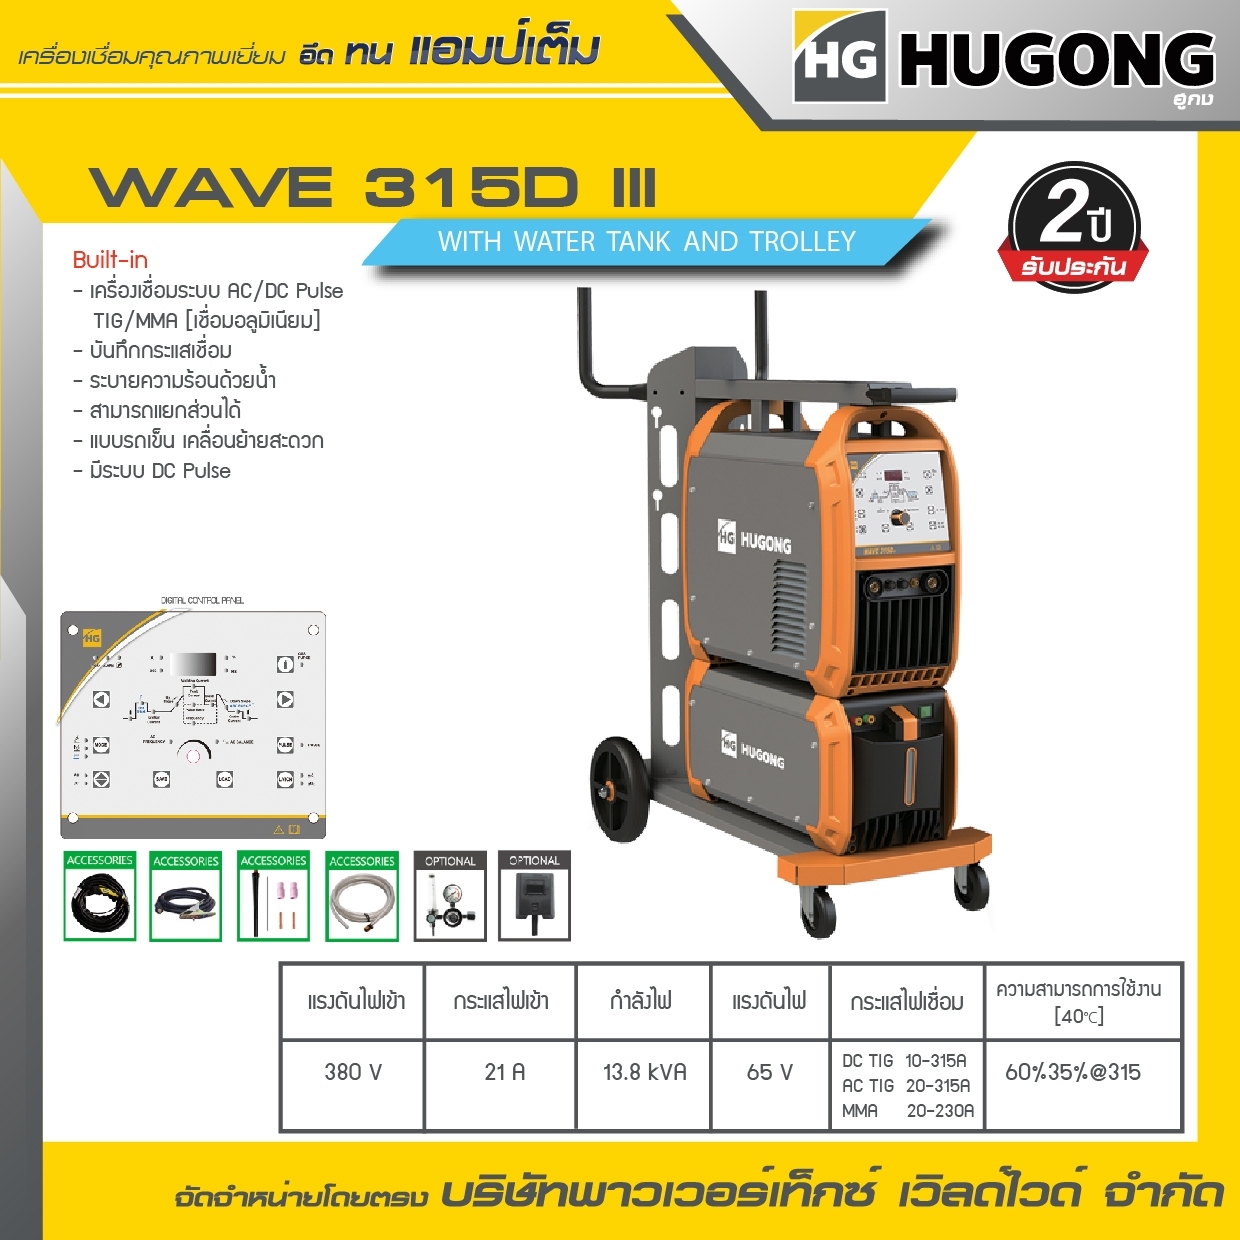 เครื่องเชื่อมคุณภาพเยี่ยม อึด ทน แอมป์เต็ม
HG HUGONG
ฮูกง
WAVE 315D III
WITH WATER TANK AND TROLLEY
2 ปี
รับประกัน
Built-in
- เครื่องเชื่อมระบบ AC/DC Pulse
TIG/MMA [เชื่อมอลูมิเนียม]
- บันทึกกระแสเชื่อม
- ระบายความร้อนด้วยน้ำ
- สามารถแยกส่วนได้
- แบบรถเข็น เคลื่อนย้ายสะดวก
- มีระบบ DC Pulse
HG HUGONG
HG HUGONG
DIGITAL CONTROL PANEL
HG
Welding Current
AC FREQUENCY
AC BALANCE
MODE
PULSE
SAVE
LOAD
ACCESSORIES
ACCESSORIES
ACCESSORIES
ACCESSORIES
OPTIONAL
OPTIONAL
แรงดันไฟเข้า กระแสไฟเข้า กำลังไฟ แรงดันไฟ กระแสไฟเชื่อม ความสามารถการใช้งาน [40°C]
380 V 21 A 13.8 kVA 65 V
DC TIG 10-315A
AC TIG 20-315A
MMA 20-230A
60%35%@315
จัดจำหน่ายโดยตรง บริษัทพาวเวอร์เท็กซ์ เวิลด์ไวด์ จำกัด